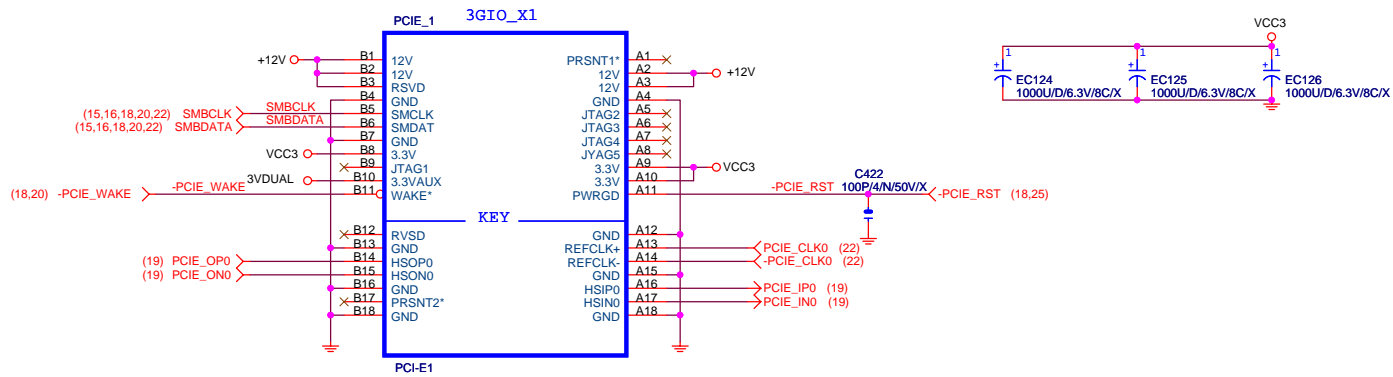 3GIO_X1
PCIE_1
VCC3
+12V B1 12V PRSNT1* A1
B2 12V 12V A2 +12V
B3 RSVD 12V A3
B4 GND GND A4
(15,16,18,20,22) SMBCLK SMBCLK B5 SMCLK JTAG2 A5
(15,16,18,20,22) SMBDATA SMBDATA B6 SMDAT JTAG3 A6
B7 GND JTAG4 A7
VCC3 B8 3.3V JYAG5 A8
B9 JTAG1 3.3V A9 VCC3
3VDUAL B10 3.3VAUX 3.3V A10
(18,20) -PCIE_WAKE -PCIE_WAKE B11 WAKE* PWRGD A11 -PCIE_RST -PCIE_RST (18,25)
C422
100P/4/N/50V/X
KEY
B12 RVSD GND A12
B13 GND REFCLK+ A13 PCIE_CLK0 (22)
(19) PCIE_OP0 B14 HSOP0 REFCLK- A14 -PCIE_CLK0 (22)
(19) PCIE_ON0 B15 HSON0 GND A15
B16 GND HSIP0 A16 PCIE_IP0 (19)
B17 PRSNT2* HSIN0 A17 PCIE_IN0 (19)
B18 GND GND A18
PCI-E1
1 1 1
+ + +
EC124 EC125 EC126
1000U/D/6.3V/8C/X 1000U/D/6.3V/8C/X 1000U/D/6.3V/8C/X